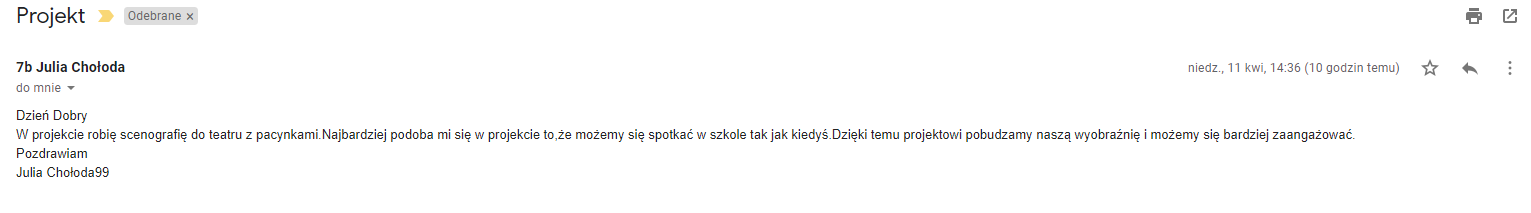 Projekt
Odebrane ×
7b Julia Chołoda
niedz., 11 kwi, 14:36 (10 godzin temu)
do mnie
Dzień Dobry
W projekcie robię scenografię do teatru z pacynkami.Najbardziej podoba mi się w projekcie to,że możemy się spotkać w szkole tak jak kiedyś.Dzięki temu projektowi pobudzamy naszą wyobraźnię i możemy się bardziej zaangażować.
Pozdrawiam
Julia Chołoda99